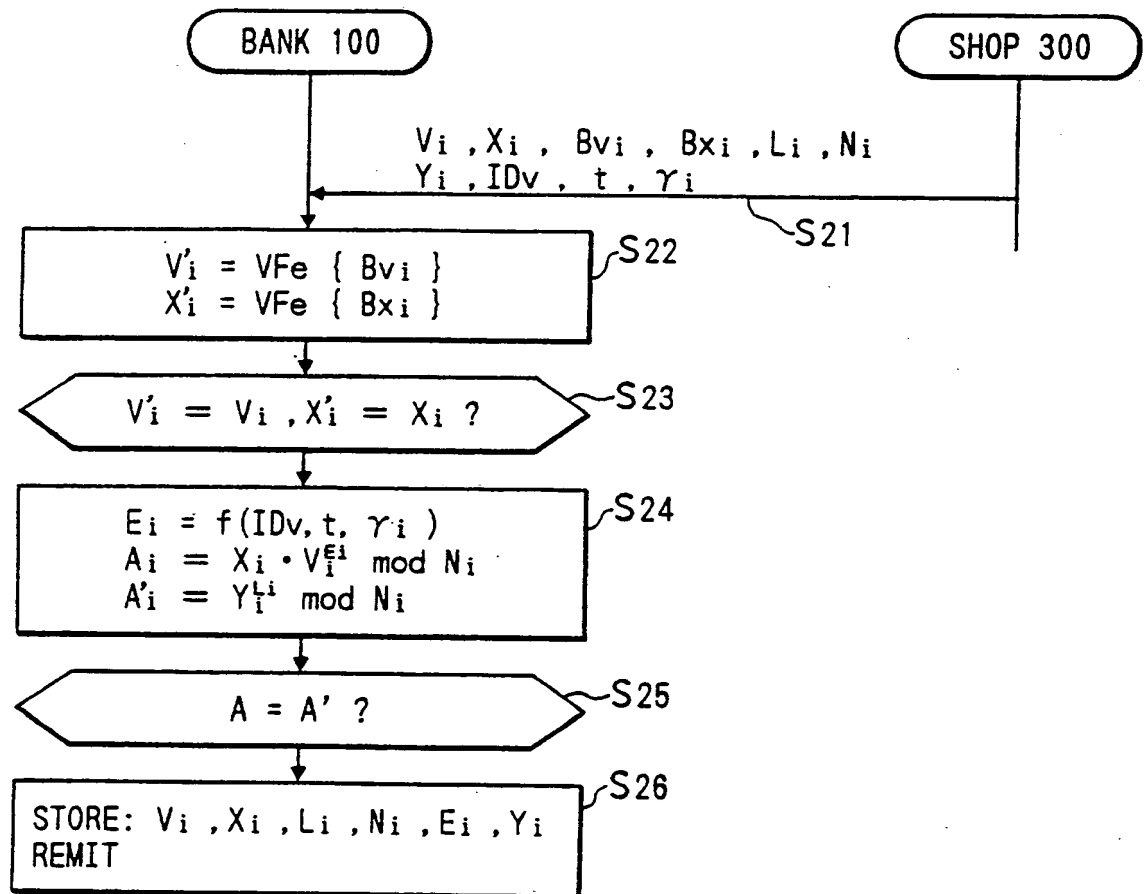 BANK 100
SHOP 300
Vi , Xi , Bvi , Bxi , Li , Ni
Yi , IDv , t , γi
S21
S22
V'i = VFe { Bvi }
X'i = VFe { Bxi }
S23
V'i = Vi , X'i = Xi ?
S24
Ei = f(IDv, t, γi )
Ai = Xi · Vi^Ei mod Ni
A'i = Yi^Li mod Ni
S25
A = A' ?
S26
STORE: Vi , Xi , Li , Ni , Ei , Yi
REMIT